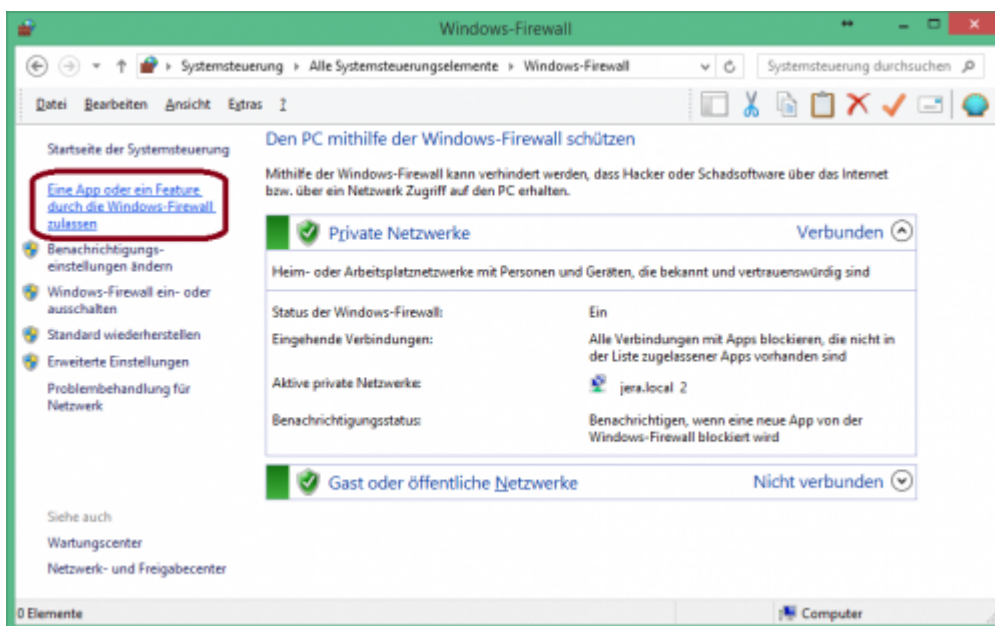 Windows-Firewall
Systemsteuerung Alle Systemsteuerungselemente Windows-Firewall
Systemsteuerung durchsuchen
Datei Bearbeiten Ansicht Extras ?
Startseite der Systemsteuerung
Eine App oder ein Feature
durch die Windows-Firewall
zulassen
Benachrichtigungs-
einstellungen ändern
Windows-Firewall ein- oder
ausschalten
Standard wiederherstellen
Erweiterte Einstellungen
Problembehandlung für
Netzwerk
Siehe auch
Wartungscenter
Netzwerk- und Freigabecenter
Den PC mithilfe der Windows-Firewall schützen
Mithilfe der Windows-Firewall kann verhindert werden, dass Hacker oder Schadsoftware über das Internet
bzw. über ein Netzwerk Zugriff auf den PC erhalten.
Private Netzwerke Verbunden
Heim- oder Arbeitsplatznetzwerke mit Personen und Geräten, die bekannt und vertrauenswürdig sind
Status der Windows-Firewall: Ein
Eingehende Verbindungen: Alle Verbindungen mit Apps blockieren, die nicht in
der Liste zugelassener Apps vorhanden sind
Aktive private Netzwerke: jera.local 2
Benachrichtigungsstatus: Benachrichtigen, wenn eine neue App von der
Windows-Firewall blockiert wird
Gast oder öffentliche Netzwerke Nicht verbunden
0 Elemente Computer